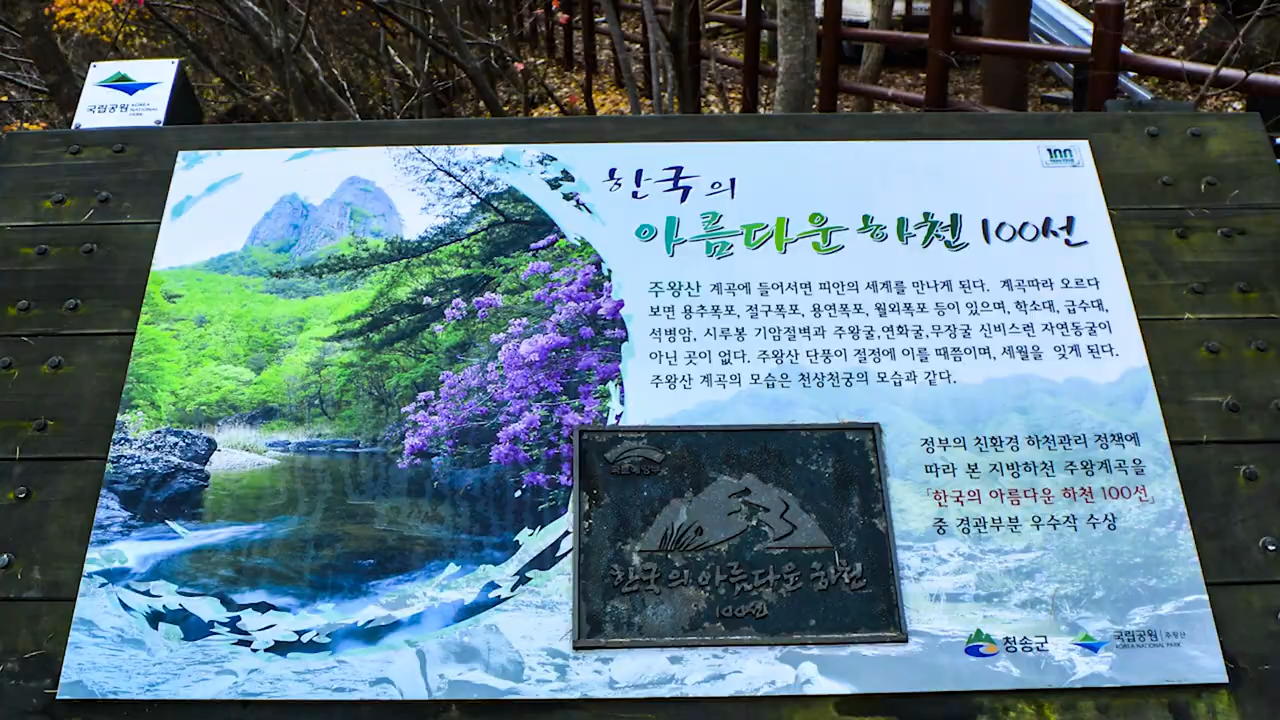 국립공원 KOREA NATIONAL PARK
100
한국의
아름다운 하천 100선
주왕산 계곡에 들어서면 피안의 세계를 만나게 된다. 계곡따라 오르다
보면 용추폭포, 절구폭포, 용연폭포, 월외폭포 등이 있으며, 학소대, 급수대,
석병암, 시루봉 기암절벽과 주왕굴,연화굴,무장굴 신비스런 자연동굴이
아닌 곳이 없다. 주왕산 단풍이 절정에 이를 때쯤이며, 세월을 잊게 된다.
주왕산 계곡의 모습은 천상천궁의 모습과 같다.
정부의 친환경 하천관리 정책에
따라 본 지방하천 주왕계곡을
「한국의 아름다운 하천 100선」
중 경관부분 우수작 수상
한국의 아름다운 하천
100선
청송군
국립공원 주왕산
KOREA NATIONAL PARK